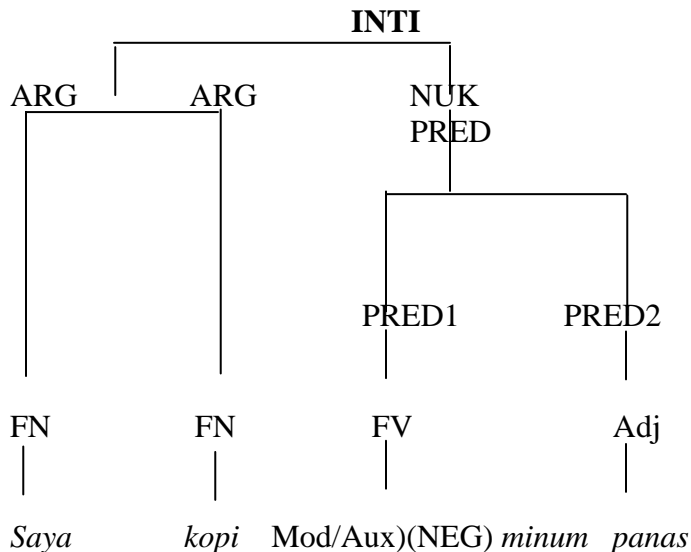 INTI
ARG ARG NUK
PRED
PRED1 PRED2
FN FN FV Adj
Saya kopi Mod/Aux)(NEG) minum panas